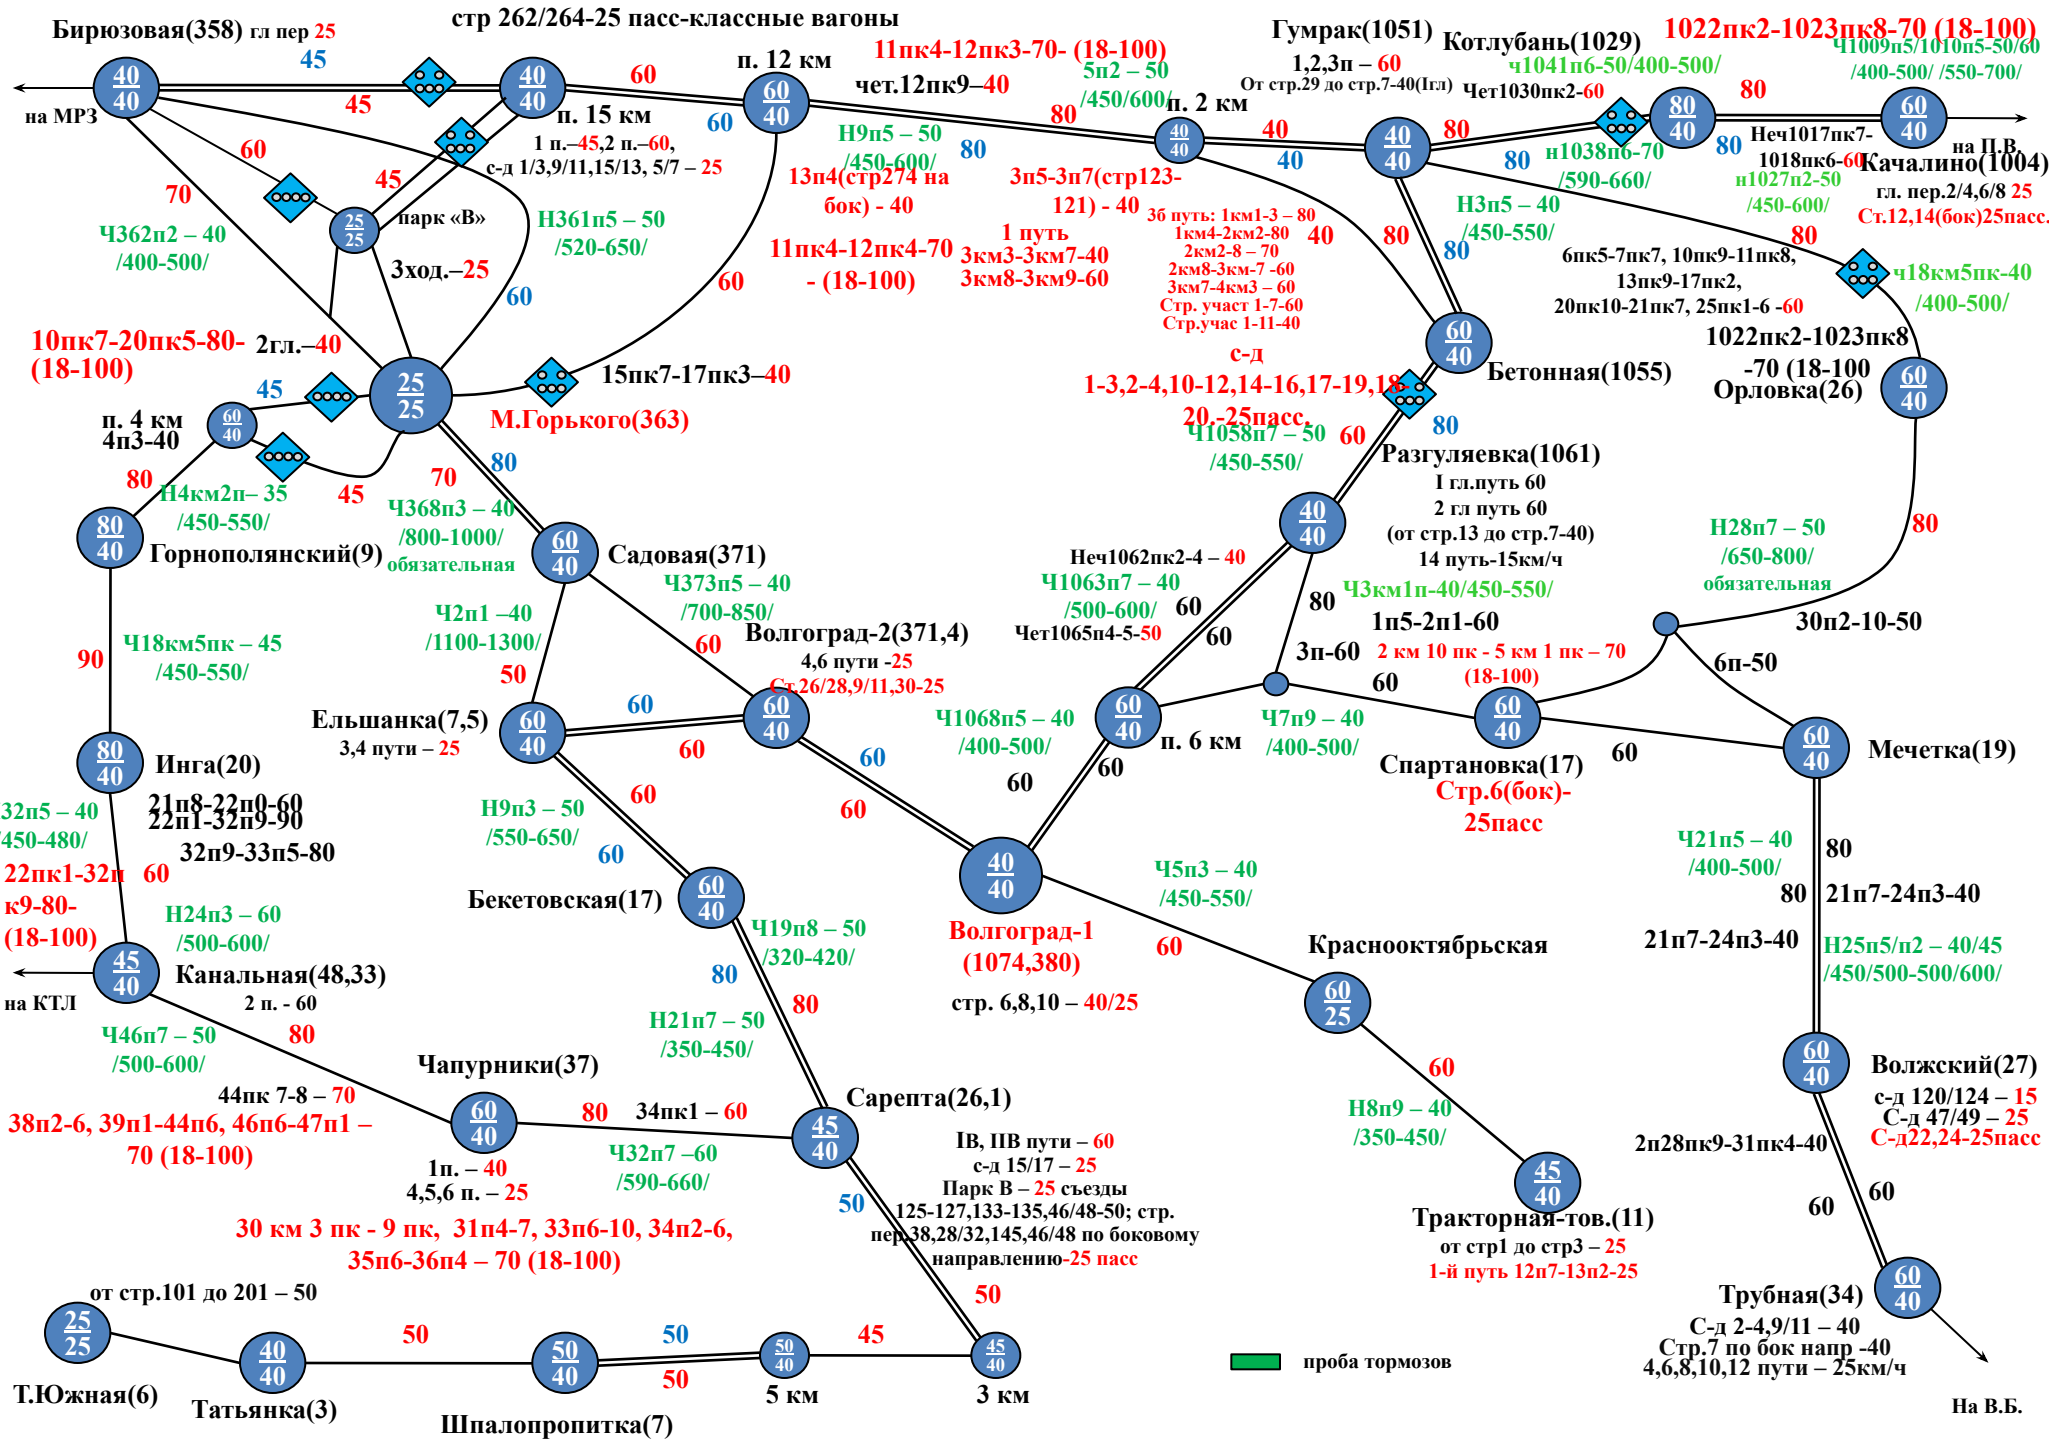 стр 262/264-25 пасс-классные вагоны
Бирюзовая(358) гл пер 25
45
40
40
45
на МРЗ
40
40
п. 15 км
1 п.–45,2 п.–60,
с-д 1/3,9/11,15/13, 5/7 – 25
60
п. 12 км
60
40
60
11пк4-12пк3-70- (18-100)
чет.12пк9–40
5п2 – 50
/450/600/
80
80
Н9п5 – 50
/450-600/
13п4(стр274 на
бок) - 40
п. 2 км
40
40
40
40
Гумрак(1051)
1,2,3п – 60
От стр.29 до стр.7-40(Iгл)
40
40
Котлубань(1029)
ч1041п6-50/400-500/
Чет1030пк2-60
1022пк2-1023пк8-70 (18-100)
Ч1009п5/1010п5-50/60
/400-500/ /550-700/
80
80
80
40
80
80
60
40
на П.В.
Неч1017пк7-
1018пк6-60
Качалино(1004)
гл. пер.2/4,6/8 25
Ст.12,14(бок)25пасс.
н1038п6-70
/590-660/
н1027п2-50
/450-600/
60
70
45
25
25
парк «В»
Ч362п2 – 40
/400-500/
3ход.–25
Н361п5 – 50
/520-650/
60
60
11пк4-12пк4-70
- (18-100)
3п5-3п7(стр123-
121) - 40
1 путь
3км3-3км7-40
3км8-3км9-60
3б путь: 1км1-3 – 80
1км4-2км2-80
2км2-8 – 70
2км8-3км-7 -60
3км7-4км3 – 60
Стр. участ 1-7-60
Стр.учас 1-11-40
40
80
80
Н3п5 – 40
/450-550/
80
6пк5-7пк7, 10пк9-11пк8,
13пк9-17пк2,
20пк10-21пк7, 25пк1-6 -60
ч18км5пк-40
/400-500/
10пк7-20пк5-80-
(18-100)
2гл.–40
45
25
25
15пк7-17пк3–40
М.Горького(363)
с-д
1-3,2-4,10-12,14-16,17-19,18-
20.-25пасс.
60
40
Бетонная(1055)
1022пк2-1023пк8
-70 (18-100
Орловка(26)
60
40
п. 4 км
4п3-40
60
40
80
45
Н4км2п– 35
/450-550/
70
80
Ч368п3 – 40
/800-1000/
обязательная
Ч1058п7 – 50
/450-550/
60
80
Разгуляевка(1061)
I гл.путь 60
2 гл путь 60
(от стр.13 до стр.7-40)
14 путь-15км/ч
80
40
Горнополянский(9)
60
40
Садовая(371)
40
40
80
Н28п7 – 50
/650-800/
обязательная
Неч1062пк2-4 – 40
Ч1063п7 – 40
/500-600/
60
60
Чет1065п4-5-50
80
Ч3км1п-40/450-550/
1п5-2п1-60
3п-60
2 км 10 пк - 5 км 1 пк – 70
(18-100)
30п2-10-50
6п-50
Ч2п1 –40
/1100-1300/
Ч373п5 – 40
/700-850/
90
Ч18км5пк – 45
/450-550/
50
60
Волгоград-2(371,4)
4,6 пути -25
Ст.26/28,9/11,30-25
60
Ельшанка(7,5)
3,4 пути – 25
60
40
60
60
60
40
60
Ч1068п5 – 40
/400-500/
60
40
п. 6 км
60
60
Ч7п9 – 40
/400-500/
60
40
Спартановка(17)
Стр.6(бок)-
25пасс
60
60
40
Мечетка(19)
80
40
Инга(20)
21п8-22п0-60
22п1-32п9-90
32п9-33п5-80
32п5 – 40
/450-480/
22пк1-32п
к9-80-
(18-100)
60
Н24п3 – 60
/500-600/
Н9п3 – 50
/550-650/
60
60
60
Бекетовская(17)
60
40
Ч19п8 – 50
/320-420/
80
80
Н21п7 – 50
/350-450/
40
40
Волгоград-1
(1074,380)
стр. 6,8,10 – 40/25
Ч5п3 – 40
/450-550/
60
Краснооктябрьская
60
25
Ч21п5 – 40
/400-500/
80
80
21п7-24п3-40
21п7-24п3-40
Н25п5/п2 – 40/45
/450/500-500/600/
45
40
Канальная(48,33)
2 п. - 60
на КТЛ
Ч46п7 – 50
/500-600/
80
44пк 7-8 – 70
38п2-6, 39п1-44п6, 46п6-47п1 –
70 (18-100)
Чапурники(37)
60
40
1п. – 40
4,5,6 п. – 25
80
34пк1 – 60
Ч32п7 –60
/590-660/
30 км 3 пк - 9 пк, 31п4-7, 33п6-10, 34п2-6,
35п6-36п4 – 70 (18-100)
Сарепта(26,1)
45
40
IВ, IIВ пути – 60
с-д 15/17 – 25
Парк В – 25 съезды
125-127,133-135,46/48-50; стр.
пер.38,28/32,145,46/48 по боковому
направлению-25 пасс
50
50
60
Н8п9 – 40
/350-450/
45
40
Тракторная-тов.(11)
от стр1 до стр3 – 25
1-й путь 12п7-13п2-25
60
40
Волжский(27)
с-д 120/124 – 15
С-д 47/49 – 25
С-д22,24-25пасс
2п28пк9-31пк4-40
60
60
60
40
Трубная(34)
С-д 2-4,9/11 – 40
Стр.7 по бок напр -40
4,6,8,10,12 пути – 25км/ч
На В.Б.
от стр.101 до 201 – 50
25
25
Т.Южная(6)
40
40
Татьянка(3)
50
50
40
Шпалопропитка(7)
50
50
50
40
5 км
45
45
40
3 км
проба тормозов